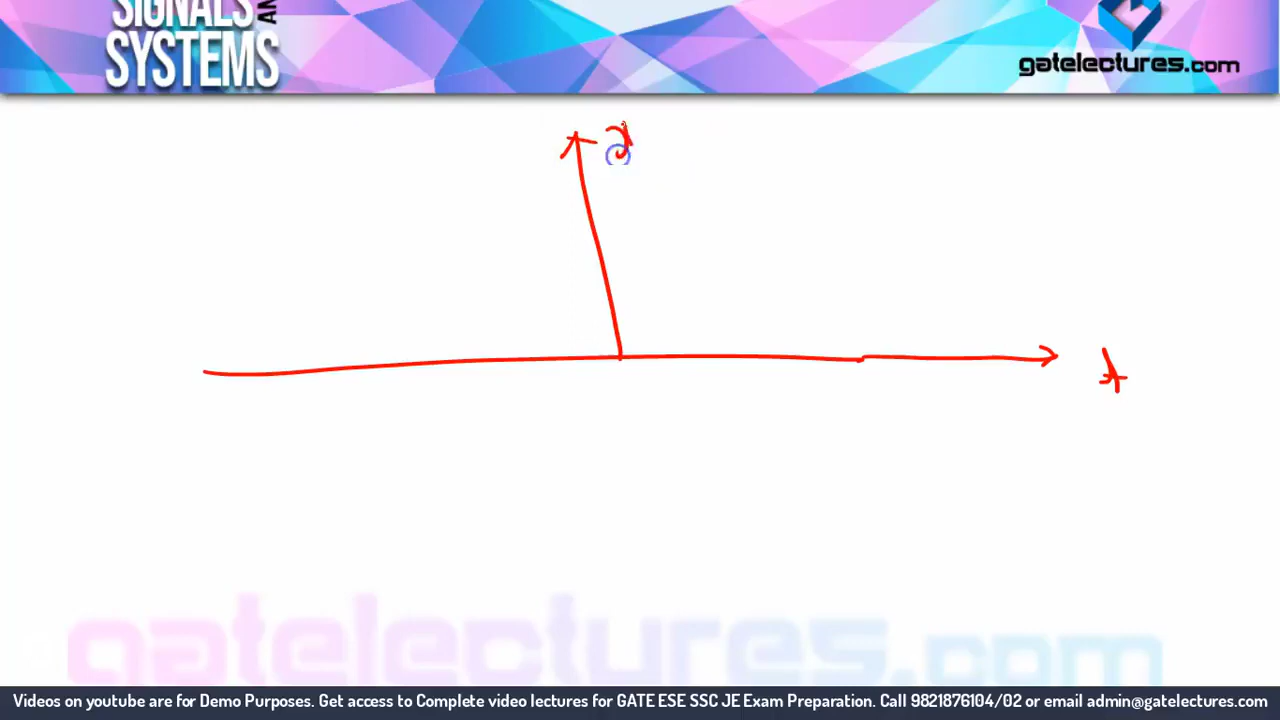 SIGNALS AN
SYSTEMS
gatelectures.com
x
t
gatelectures.com
Videos on youtube are for Demo Purposes. Get access to Complete video lectures for GATE ESE SSC JE Exam Preparation. Call 9821876104/02 or email admin@gatelectures.com